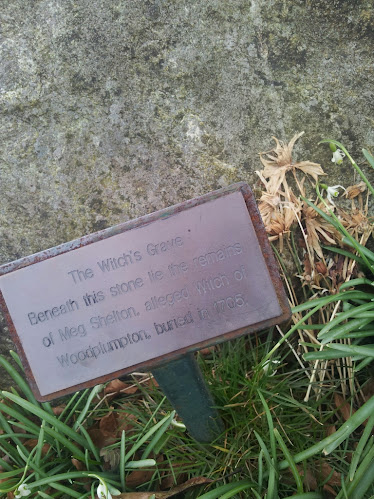 The Witch's Grave
Beneath this stone lie the remains
of Meg Shelton, alleged Witch of
Woodplumpton, buried in 1705.